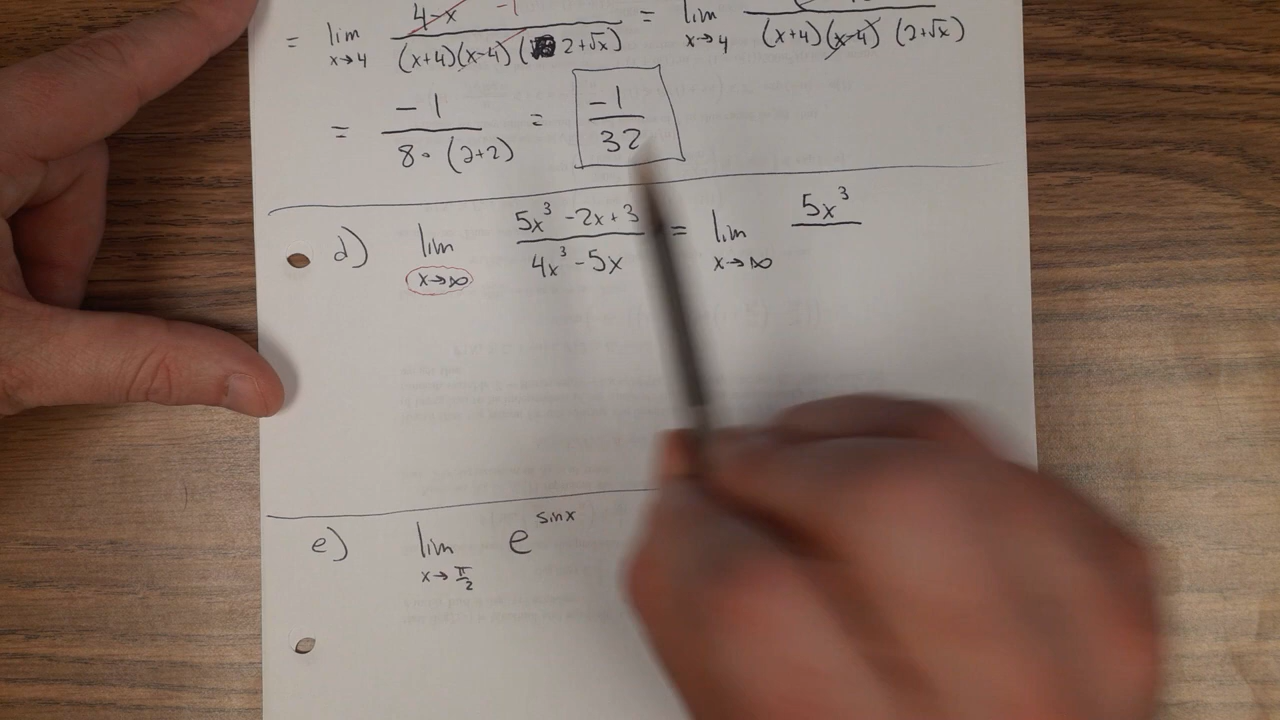 = lim x→4 4-x -1 / (x+4)(x-4)(2+√x) = lim x→4 / (x+4)(x-4)(2+√x)
= -1 / 8·(2+2) = -1 / 32
d) lim x→∞ 5x³ -2x+3 / 4x³ -5x = lim x→∞ 5x³
e) lim x→π/2 e^sinx